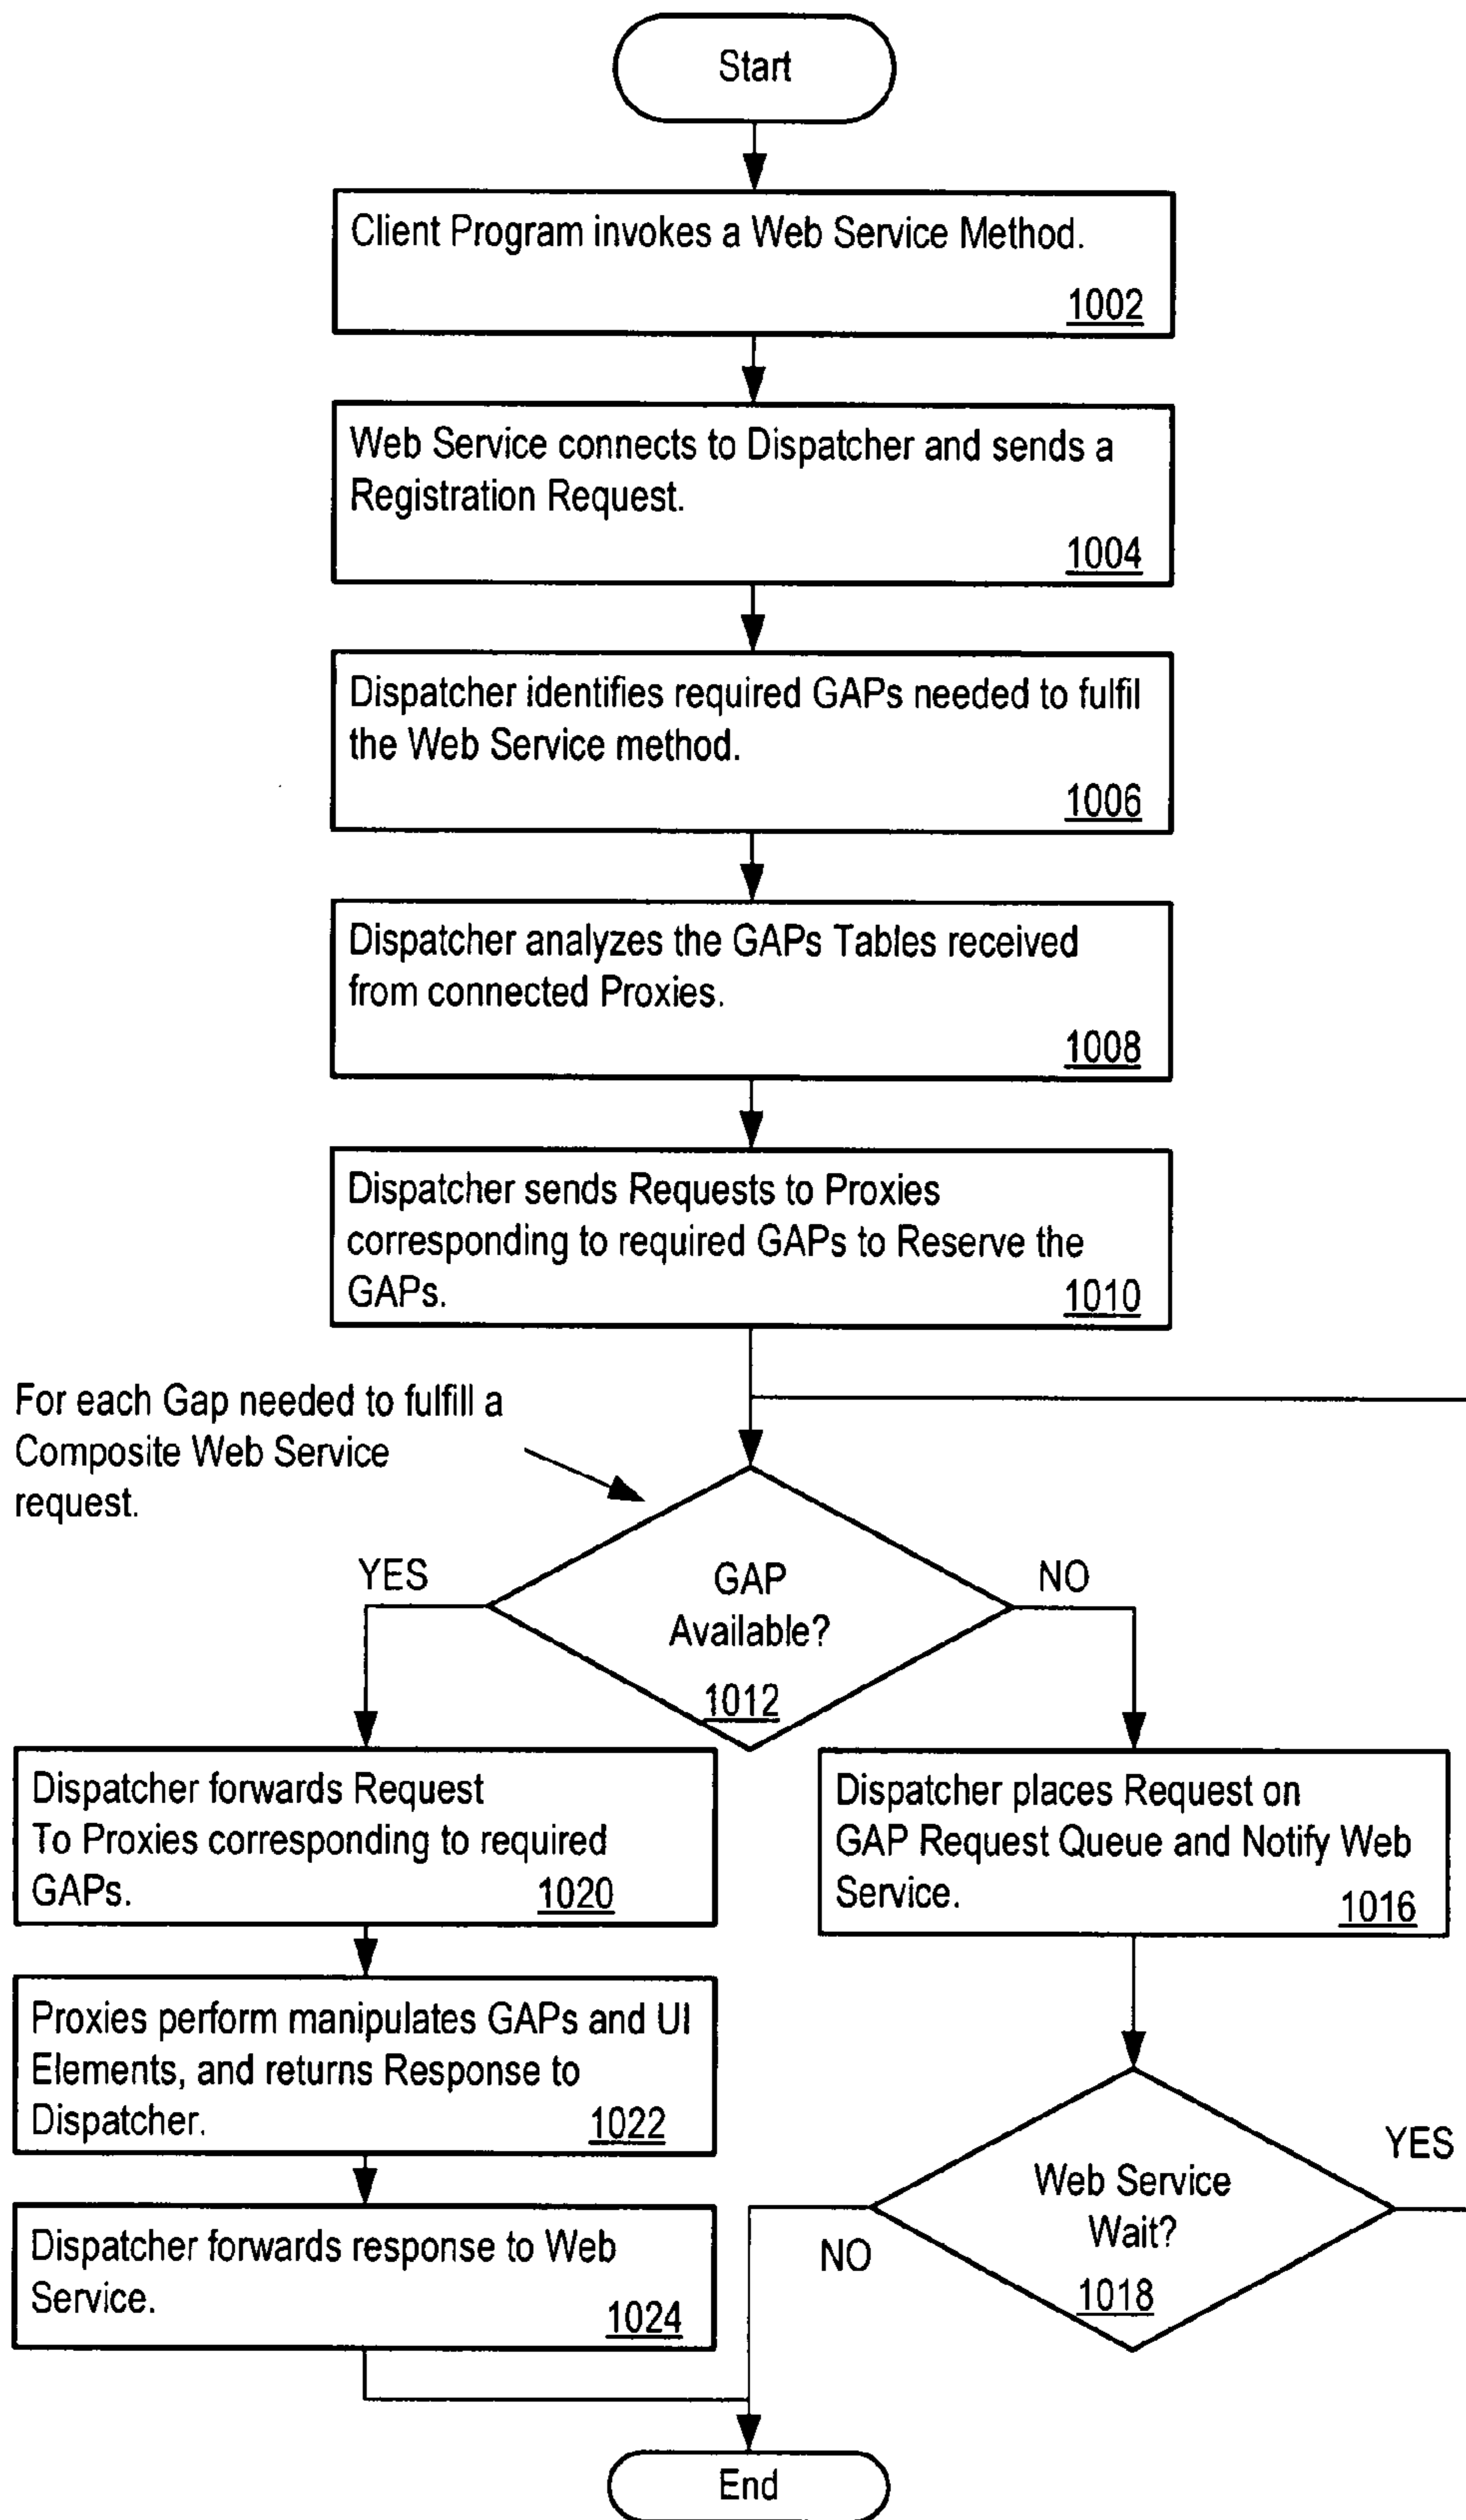 Start
Client Program invokes a Web Service Method.
1002
Web Service connects to Dispatcher and sends a
Registration Request.
1004
Dispatcher identifies required GAPs needed to fulfil
the Web Service method.
1006
Dispatcher analyzes the GAPs Tables received
from connected Proxies.
1008
Dispatcher sends Requests to Proxies
corresponding to required GAPs to Reserve the
GAPs.
1010
For each Gap needed to fulfill a
Composite Web Service
request.
YES
GAP
Available?
1012
NO
Dispatcher forwards Request
To Proxies corresponding to required
GAPs.
1020
Dispatcher places Request on
GAP Request Queue and Notify Web
Service.
1016
Proxies perform manipulates GAPs and UI
Elements, and returns Response to
Dispatcher.
1022
Web Service
Wait?
1018
YES
NO
Dispatcher forwards response to Web
Service.
1024
End